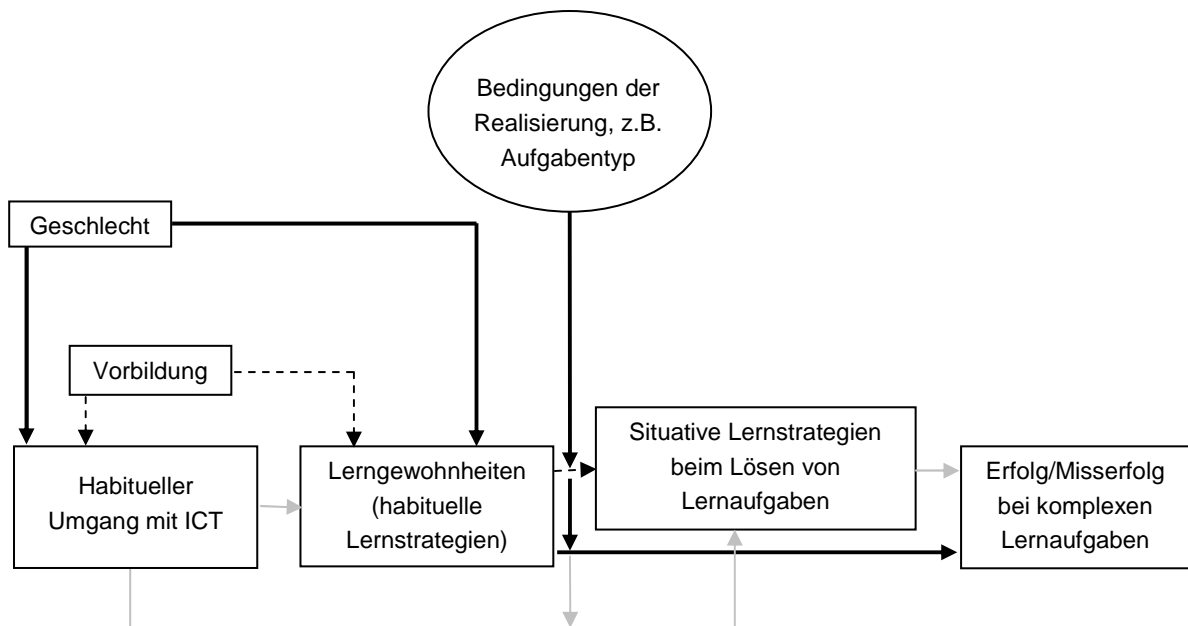 Bedingungen der
Realisierung, z.B.
Aufgabentyp
Geschlecht
Vorbildung
Habitueller
Umgang mit ICT
Lerngewohnheiten
(habituelle
Lernstrategien)
Situative Lernstrategien
beim Lösen von
Lernaufgaben
Erfolg/Misserfolg
bei komplexen
Lernaufgaben